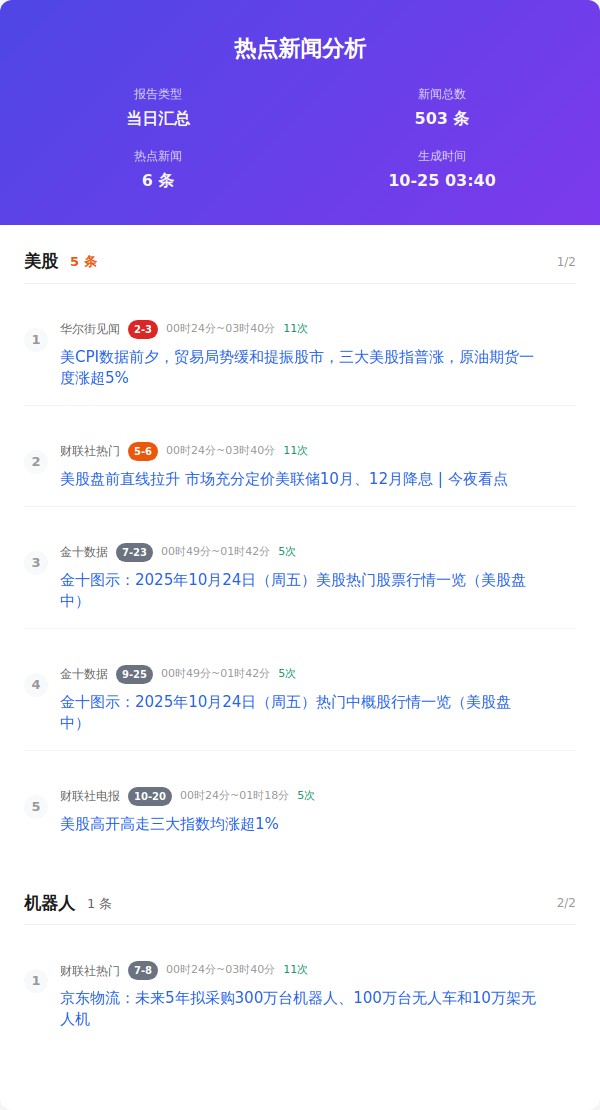 热点新闻分析
报告类型
新闻总数
当日汇总
503 条
热点新闻
生成时间
6 条
10-25 03:40
美股 5 条 1/2
1 华尔街见闻 2-3 00时24分~03时40分 11次
美CPI数据前夕，贸易局势缓和提振股市，三大美股指普涨，原油期货一
度涨超5%
2 财联社热门 5-6 00时24分~03时40分 11次
美股盘前直线拉升 市场充分定价美联储10月、12月降息 | 今夜看点
3 金十数据 7-23 00时49分~01时42分 5次
金十图示：2025年10月24日（周五）美股热门股票行情一览（美股盘
中）
4 金十数据 9-25 00时49分~01时42分 5次
金十图示：2025年10月24日（周五）热门中概股行情一览（美股盘
中）
5 财联社电报 10-20 00时24分~01时18分 5次
美股高开高走三大指数均涨超1%
机器人 1 条 2/2
1 财联社热门 7-8 00时24分~03时40分 11次
京东物流：未来5年拟采购300万台机器人、100万台无人车和10万架无
人机